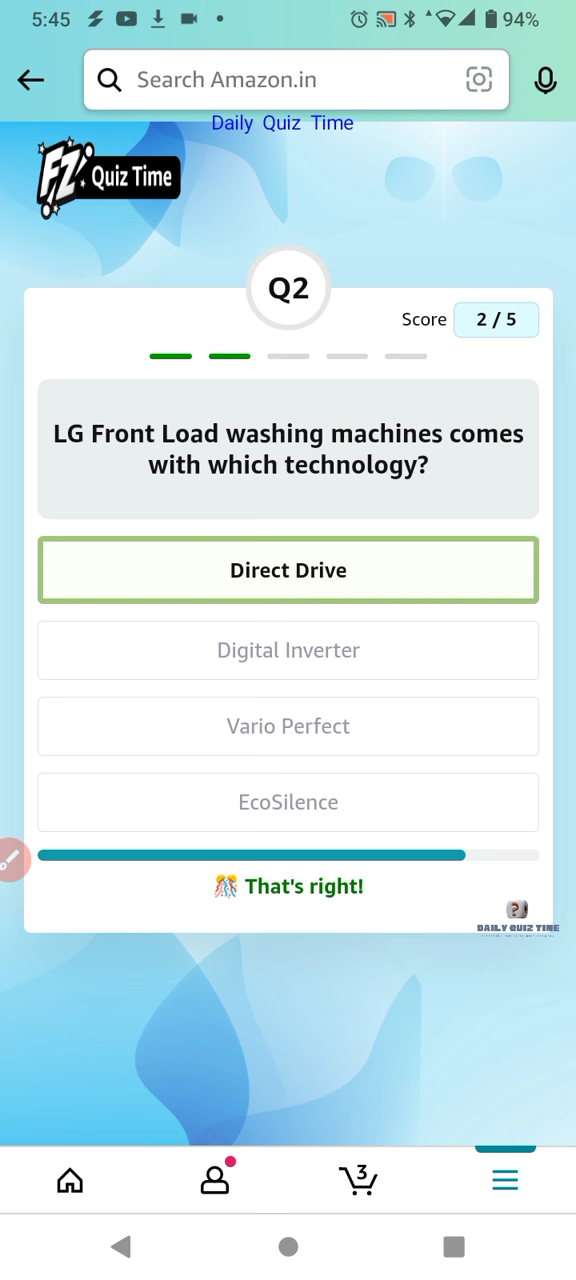 5:45
94%
Search Amazon.in
Daily Quiz Time
FZ Quiz Time
Q2
Score 2 / 5
LG Front Load washing machines comes
with which technology?
Direct Drive
Digital Inverter
Vario Perfect
EcoSilence
That's right!
?
DAILY QUIZ TIME
3